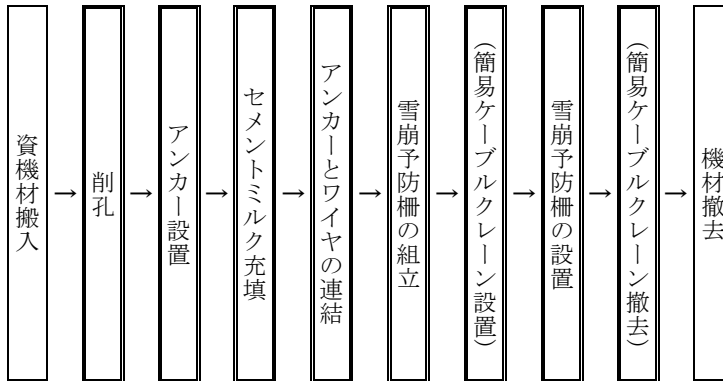 資機材搬入
→
削孔
→
アンカー設置
→
セメントミルク充填
→
アンカーとワイヤの連結
→
雪崩予防柵の組立
→
(簡易ケーブルクレーン設置)
→
雪崩予防柵の設置
→
(簡易ケーブルクレーン撤去)
→
機材撤去